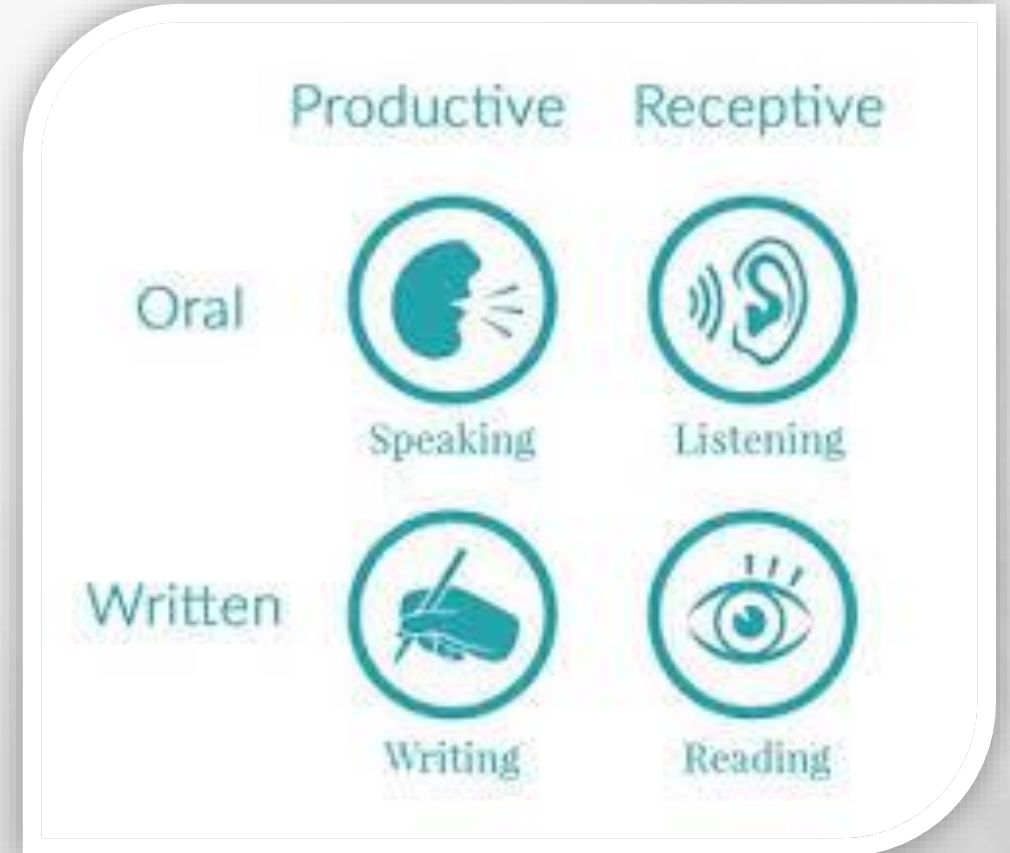 Productive Receptive
Oral
Speaking Listening
Written
Writing Reading